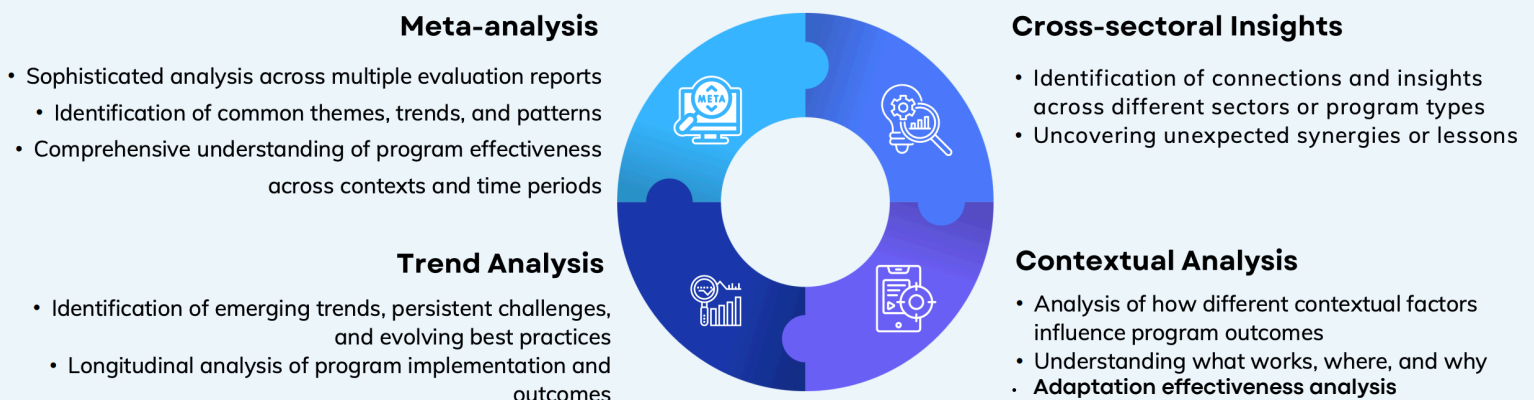 Meta-analysis
• Sophisticated analysis across multiple evaluation reports
• Identification of common themes, trends, and patterns
• Comprehensive understanding of program effectiveness
across contexts and time periods
META
Cross-sectoral Insights
• Identification of connections and insights
across different sectors or program types
• Uncovering unexpected synergies or lessons
Trend Analysis
• Identification of emerging trends, persistent challenges,
and evolving best practices
• Longitudinal analysis of program implementation and
outcomes
Contextual Analysis
• Analysis of how different contextual factors
influence program outcomes
• Understanding what works, where, and why
• Adaptation effectiveness analysis